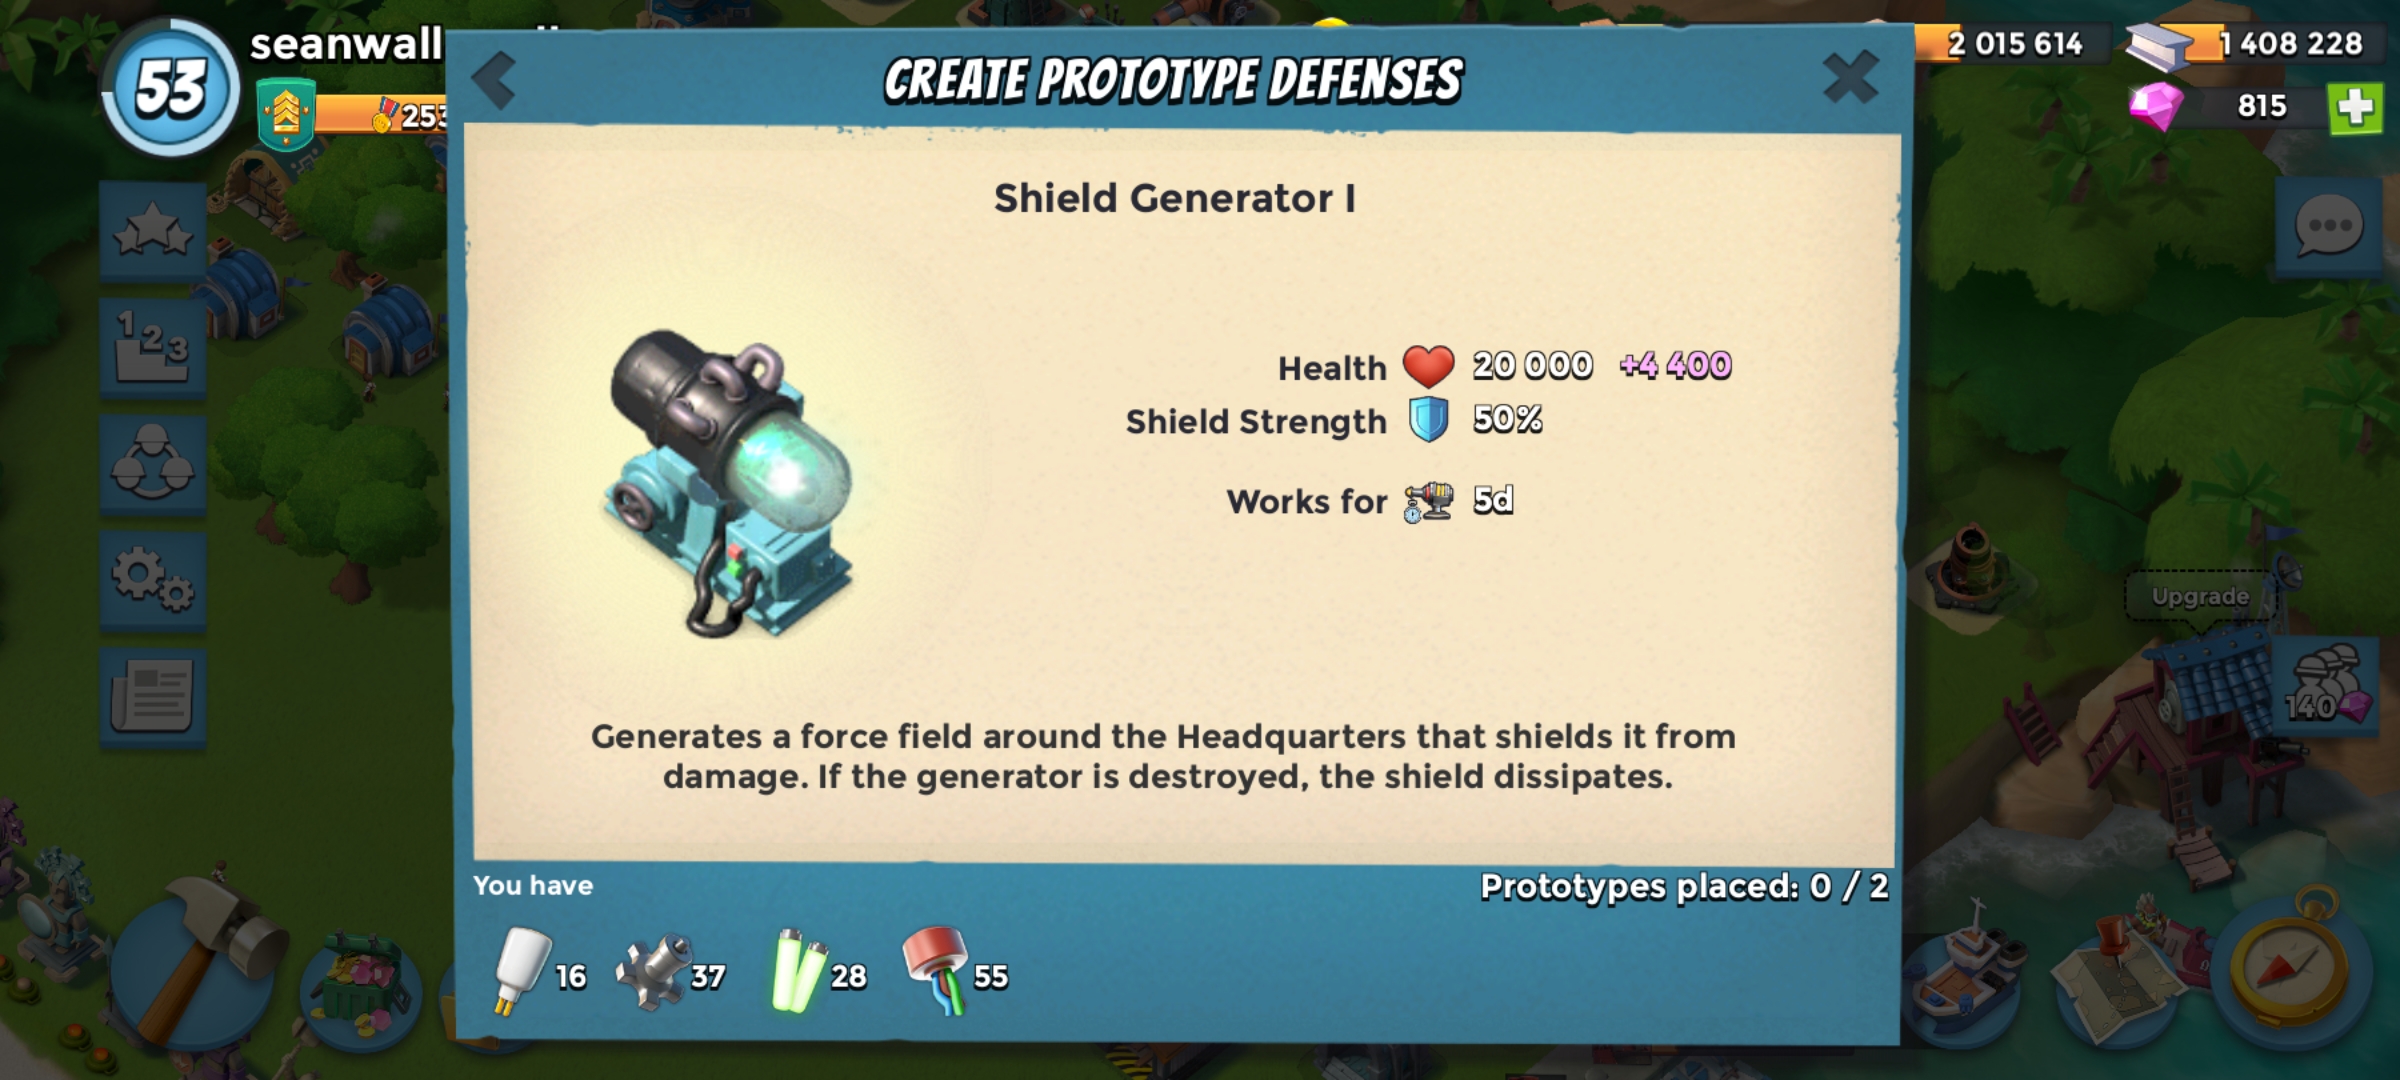 53
seanwall
253
CREATE PROTOTYPE DEFENSES
2 015 614
1 408 228
815
Shield Generator I
1 2 3
Health 20 000 +4 400
Shield Strength 50%
Works for 5d
Upgrade
140
Generates a force field around the Headquarters that shields it from
damage. If the generator is destroyed, the shield dissipates.
You have
Prototypes placed: 0 / 2
16 37 28 55